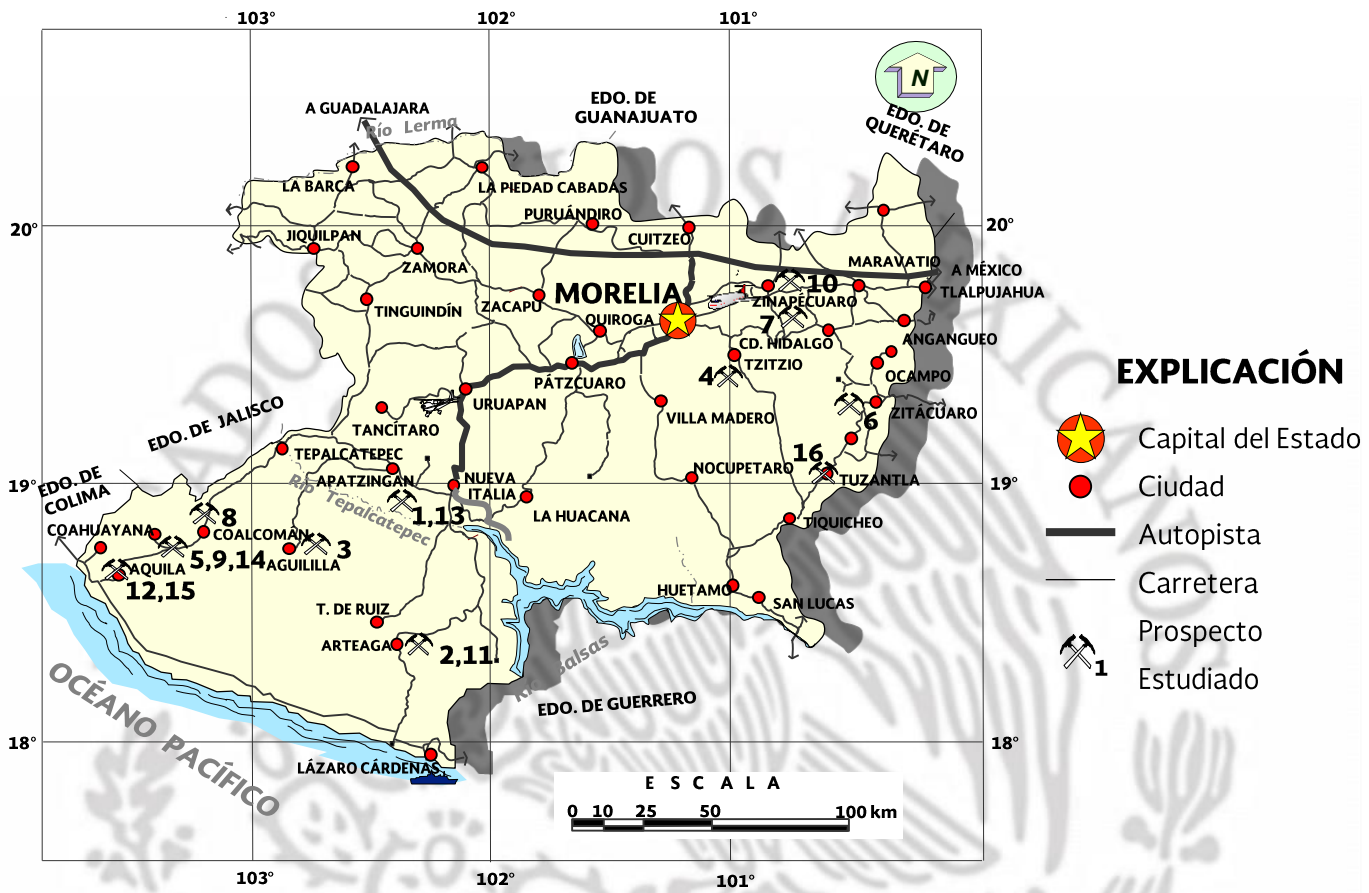 103°
102°
101°
N
A GUADALAJARA
Río Lerma
EDO. DE
GUANAJUATO
EDO. DE
QUERÉTARO
LA BARCA
LA PIEDAD CABADAS
PURUÁNDIRO
20°
JIQUILPAN
CUITZEO
20°
ZAMORA
MARAVATIO
A MÉXICO
TINGUINDÍN
ZACAPU
MORELIA
ZINAPÉCUARO
10
TLALPUJAHUA
QUIROGA
7
CD. HIDALGO
ANGANGUEO
TZITZIO
4
OCAMPO
PÁTZCUARO
URUAPAN
VILLA MADERO
ZITÁCUARO
6
EDO. DE JALISCO
TANCÍTARO
TEPALCATEPEC
APATZINGÁN
NUEVA
ITALIA
NOCUPETARO
16
TUZANTLA
EDO. DE
COLIMA
19°
19°
Río Tepalcatepec
1,13
LA HUACANA
TIQUICHEO
COAHUAYANA
8
COALCOMÁN
5,9,14
AGUILILLA
3
AQUILA
12,15
HUETAMO
SAN LUCAS
T. DE RUIZ
ARTEAGA
2,11.
Río Balsas
EDO. DE GUERRERO
OCÉANO PACÍFICO
18°
18°
LÁZARO CÁRDENAS
E S C A L A
0 10 25 50 100 km
103°
102°
101°
EXPLICACIÓN
Capital del Estado
Ciudad
Autopista
Carretera
Prospecto
1
Estudiado